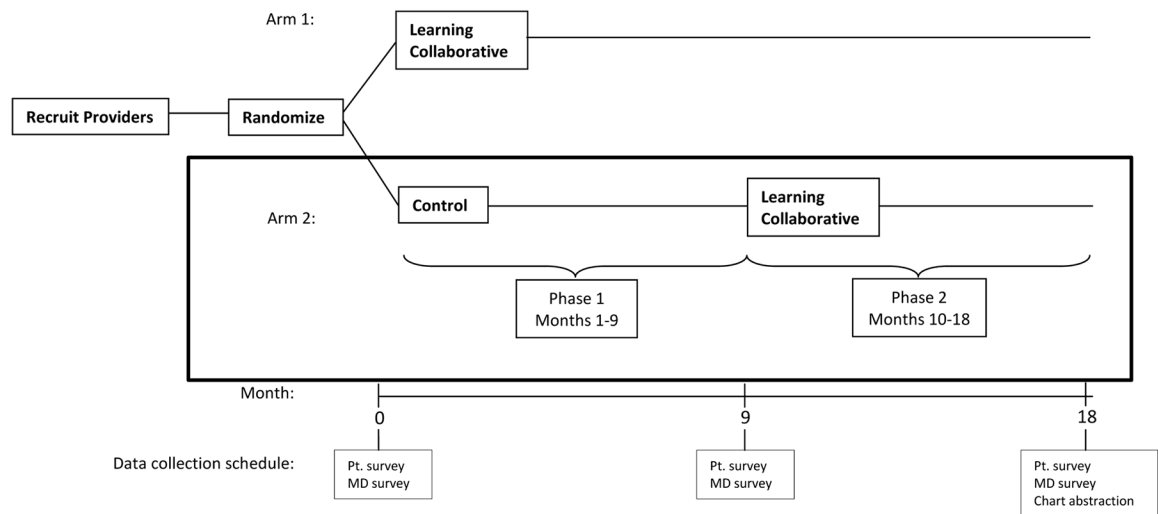 Arm 1:
Learning
Collaborative
Recruit Providers
Randomize
Arm 2:
Control
Learning
Collaborative
Phase 1
Months 1-9
Phase 2
Months 10-18
Month:
0
9
18
Data collection schedule:
Pt. survey
MD survey
Pt. survey
MD survey
Pt. survey
MD survey
Chart abstraction